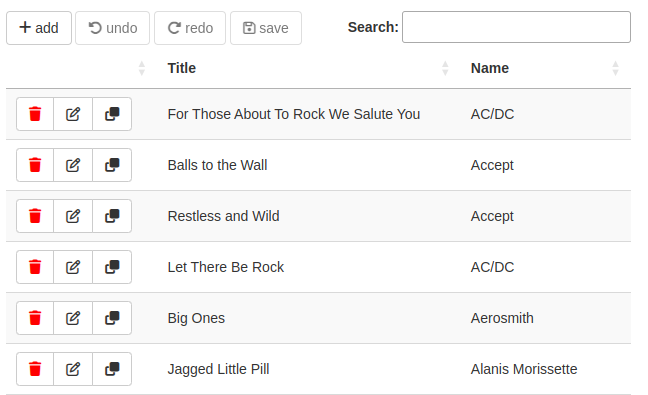 add undo redo save Search:
Title Name
For Those About To Rock We Salute You AC/DC
Balls to the Wall Accept
Restless and Wild Accept
Let There Be Rock AC/DC
Big Ones Aerosmith
Jagged Little Pill Alanis Morissette